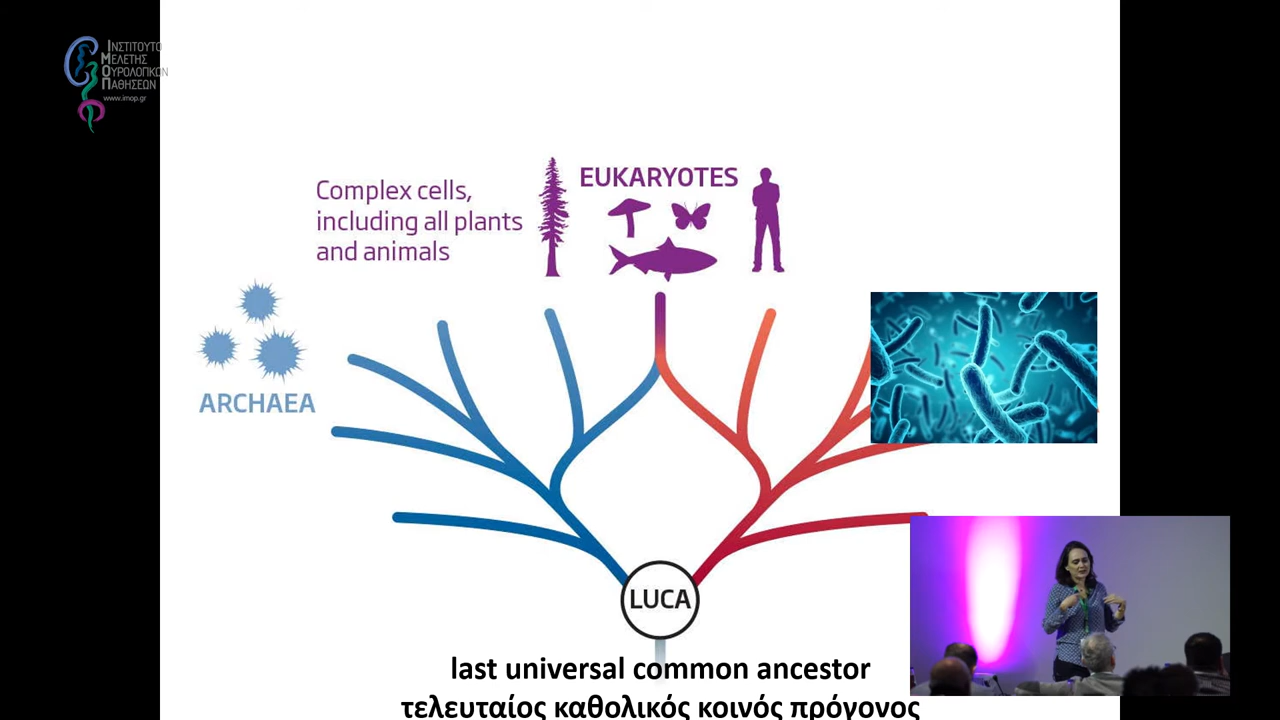 ΙΝΣΤΙΤΟΥΤΟ
ΜΕΛΕΤΗΣ
ΟΥΡΟΛΟΓΙΚΩΝ
ΠΑΘΗΣΕΩΝ
www.imop.gr
Complex cells,
including all plants
and animals
EUKARYOTES
ARCHAEA
LUCA
last universal common ancestor
τελευταίος καθολικός κοινός πρόγονος